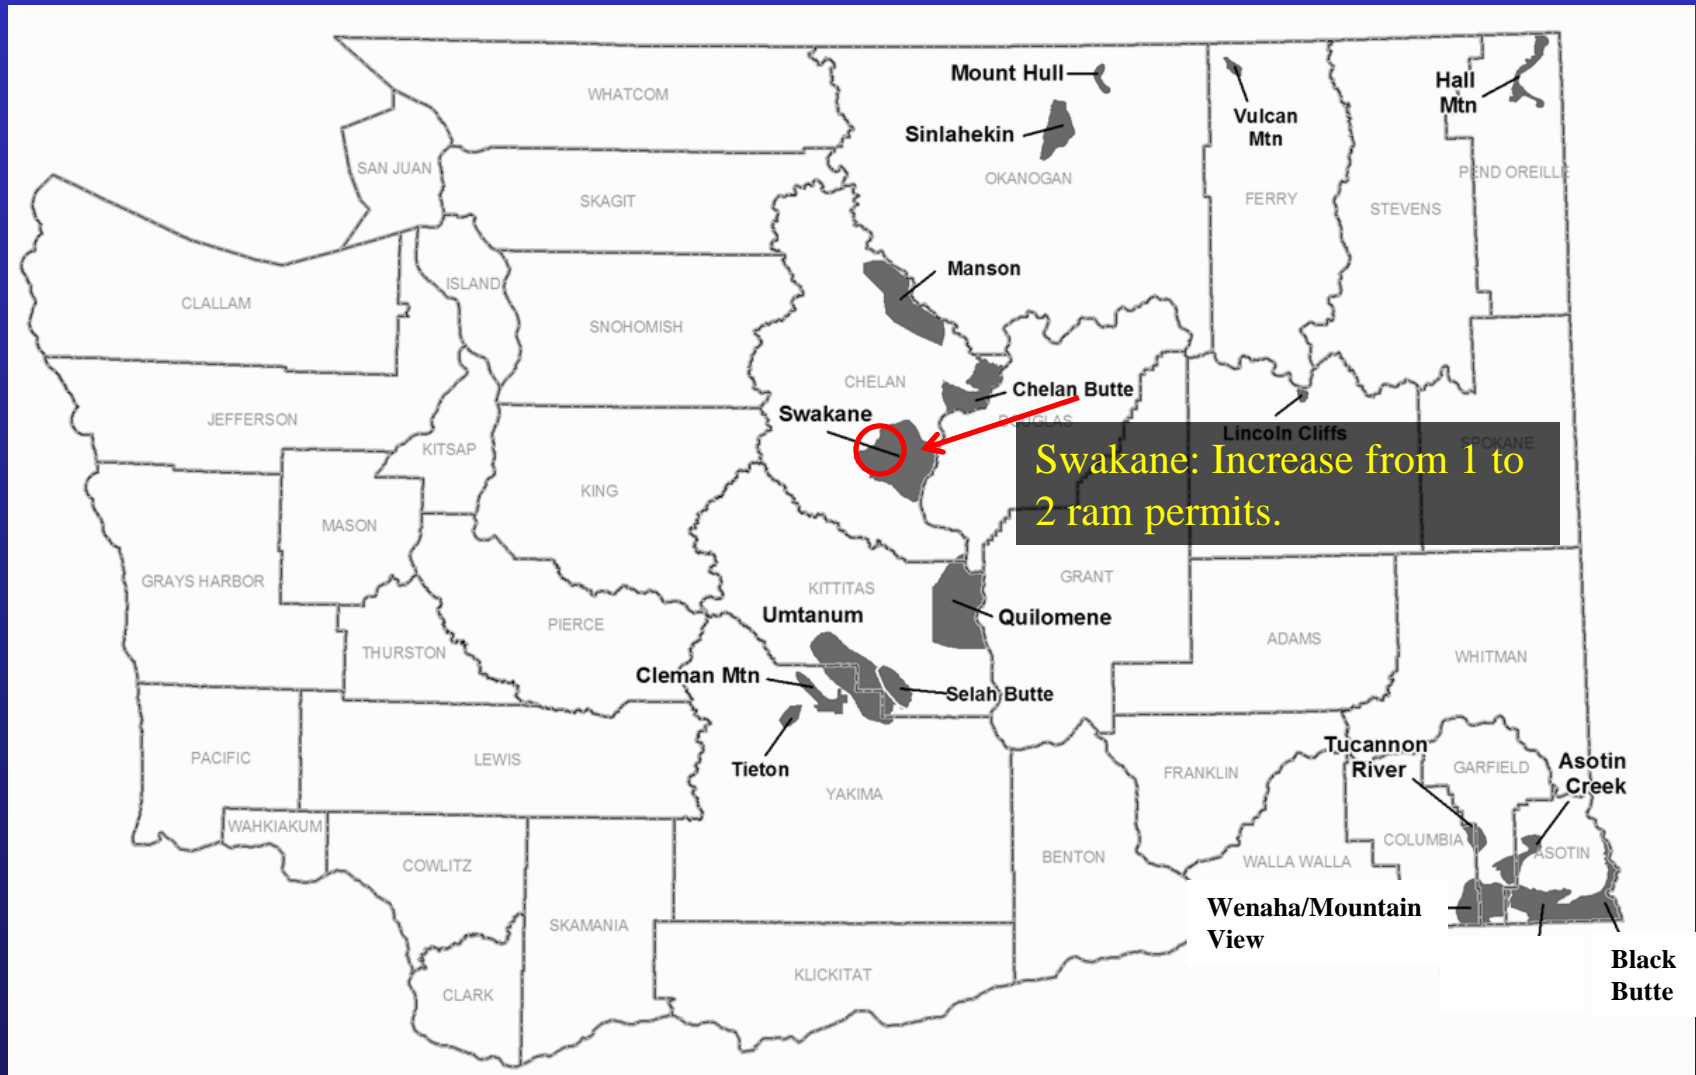 WHATCOM
Mount Hull
Hall
Mtn
Vulcan
Mtn
Sinlahekin
SAN JUAN
OKANOGAN
PEND OREILLE
SKAGIT
FERRY
STEVENS
Manson
ISLAND
CLALLAM
SNOHOMISH
CHELAN
Chelan Butte
Swakane
DOUGLAS
JEFFERSON
KITSAP
Lincoln Cliffs
SPOKANE
Swakane: Increase from 1 to
2 ram permits.
KING
MASON
GRAYS HARBOR
KITTITAS
GRANT
Umtanum
Quilomene
PIERCE
ADAMS
THURSTON
WHITMAN
Cleman Mtn
Selah Butte
PACIFIC
LEWIS
Tieton
Tucannon
River
Asotin
Creek
GARFIELD
FRANKLIN
YAKIMA
WAHKIAKUM
COWLITZ
BENTON
WALLA WALLA
COLUMBIA
ASOTIN
Wenaha/Mountain
View
SKAMANIA
KLICKITAT
CLARK
Black
Butte